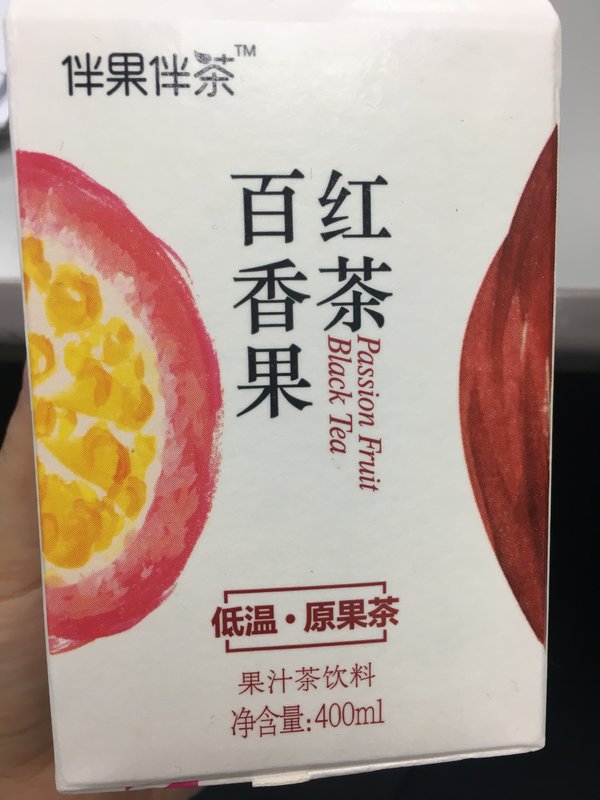 伴果伴茶™
百香果
红茶
Passion Fruit
Black Tea
低温·原果茶
果汁茶饮料
净含量:400ml